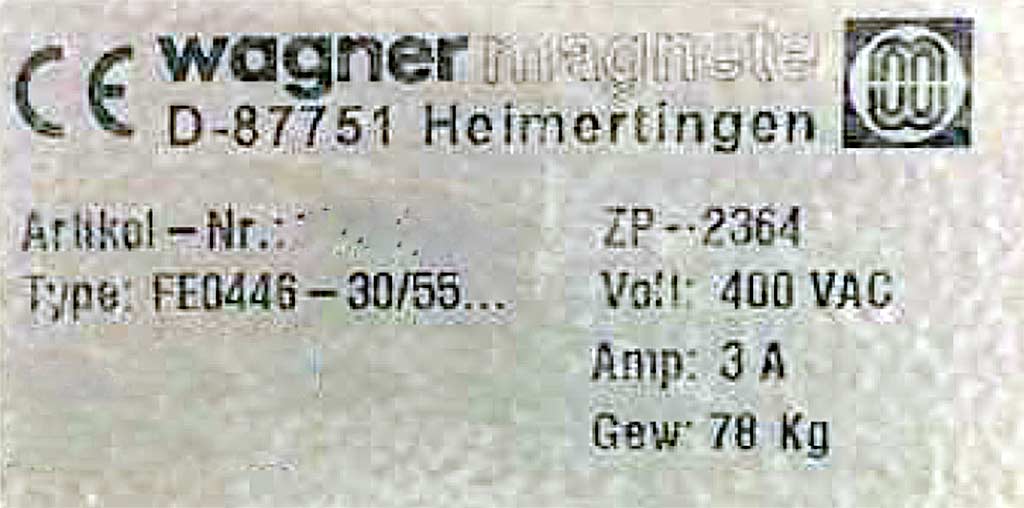 CE wagner magnete
D-87751 Heimertingen
Artikel-Nr.:
ZP--2364
Type: FE0446-30/55...
Volt: 400 VAC
Amp: 3 A
Gew: 78 Kg